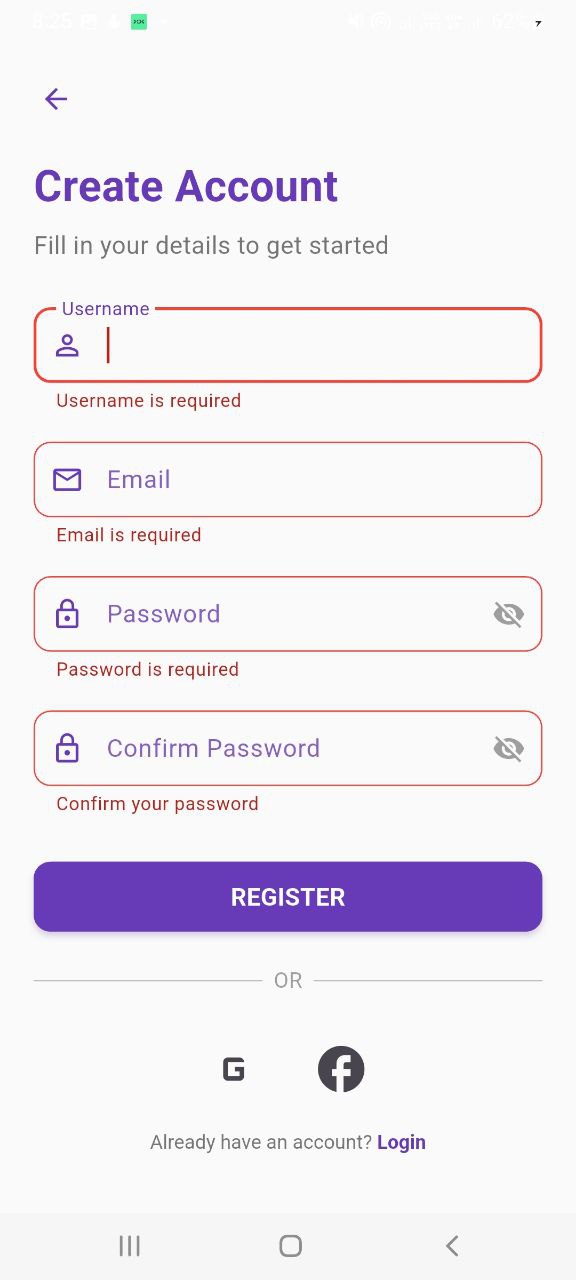 8:25 62%
Create Account
Fill in your details to get started
Username
Username is required
Email
Email is required
Password
Password is required
Confirm Password
Confirm your password
REGISTER
OR
G f
Already have an account? Login